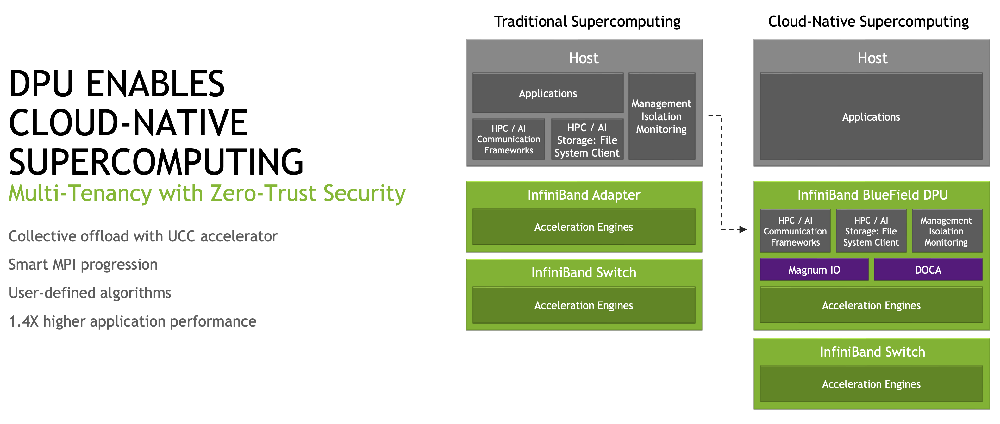 DPU ENABLES
CLOUD-NATIVE
SUPERCOMPUTING
Multi-Tenancy with Zero-Trust Security
Collective offload with UCC accelerator
Smart MPI progression
User-defined algorithms
1.4X higher application performance
Traditional Supercomputing
Host
Applications
HPC / AI
Communication
Frameworks
HPC / AI
Storage: File
System Client
Management
Isolation
Monitoring
InfiniBand Adapter
Acceleration Engines
InfiniBand Switch
Acceleration Engines
Cloud-Native Supercomputing
Host
Applications
InfiniBand BlueField DPU
HPC / AI
Communication
Frameworks
HPC / AI
Storage: File
System Client
Management
Isolation
Monitoring
Magnum IO
DOCA
Acceleration Engines
InfiniBand Switch
Acceleration Engines